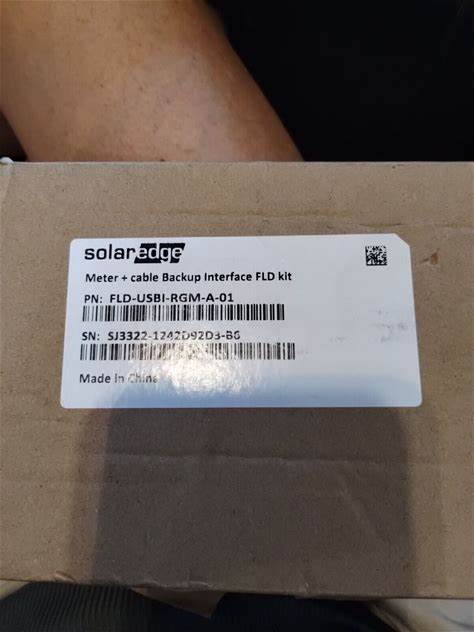 solaredge
Meter + cable Backup Interface FLD kit
PN: FLD-USBI-RGM-A-01
SN: SJ3322-1242D92D3-B6
Made in China